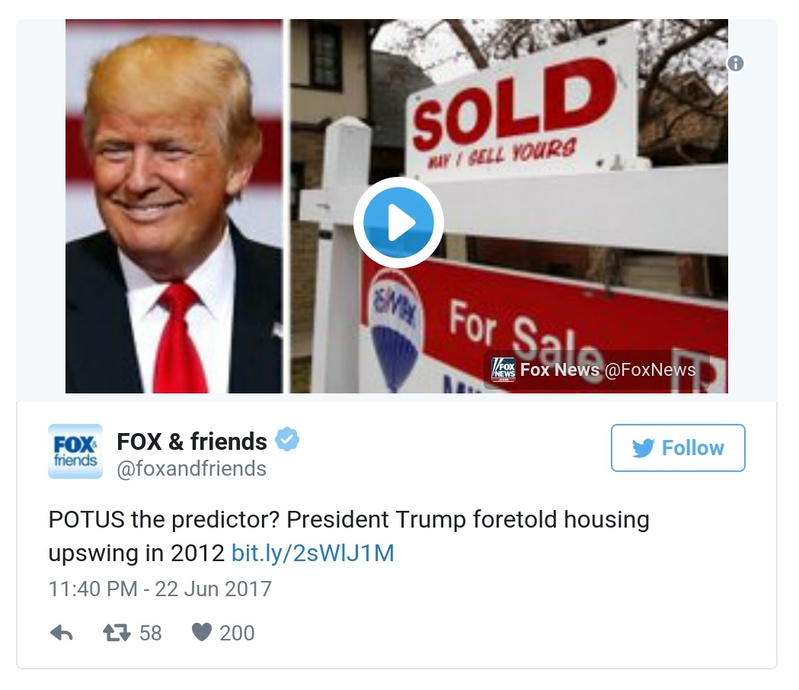 SOLD
MAY I SELL YOURS
RE/MAX
For Sale
FOX
NEWS
Fox News @FoxNews
FOX&
friends
FOX & friends
@foxandfriends
Follow
POTUS the predictor? President Trump foretold housing
upswing in 2012 bit.ly/2sWlJ1M
11:40 PM - 22 Jun 2017
58
200